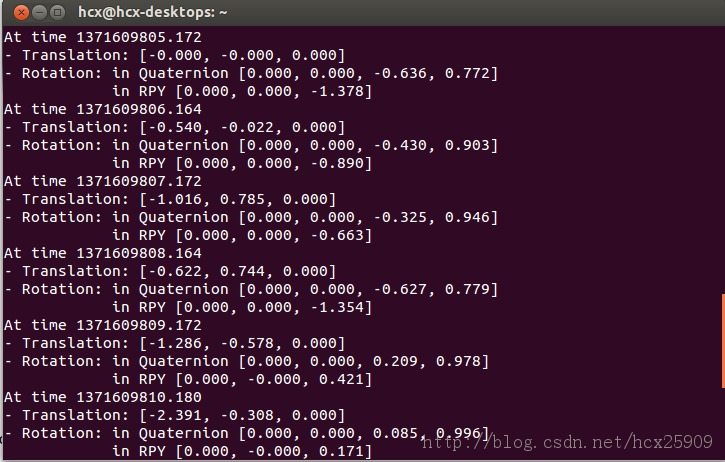 hcx@hcx-desktops: ~
At time 1371609805.172
- Translation: [-0.000, -0.000, 0.000]
- Rotation: in Quaternion [0.000, 0.000, -0.636, 0.772]
in RPY [0.000, 0.000, -1.378]
At time 1371609806.164
- Translation: [-0.540, -0.022, 0.000]
- Rotation: in Quaternion [0.000, 0.000, -0.430, 0.903]
in RPY [0.000, 0.000, -0.890]
At time 1371609807.172
- Translation: [-1.016, 0.785, 0.000]
- Rotation: in Quaternion [0.000, 0.000, -0.325, 0.946]
in RPY [0.000, 0.000, -0.663]
At time 1371609808.164
- Translation: [-0.622, 0.744, 0.000]
- Rotation: in Quaternion [0.000, 0.000, -0.627, 0.779]
in RPY [0.000, 0.000, -1.354]
At time 1371609809.172
- Translation: [-1.286, -0.578, 0.000]
- Rotation: in Quaternion [0.000, 0.000, 0.209, 0.978]
in RPY [0.000, -0.000, 0.421]
At time 1371609810.180
- Translation: [-2.391, -0.308, 0.000]
- Rotation: in Quaternion [0.000, 0.000, 0.085, 0.996]
in RPY [0.000, -0.000, 0.171]
http://blog.csdn.net/hcx25909